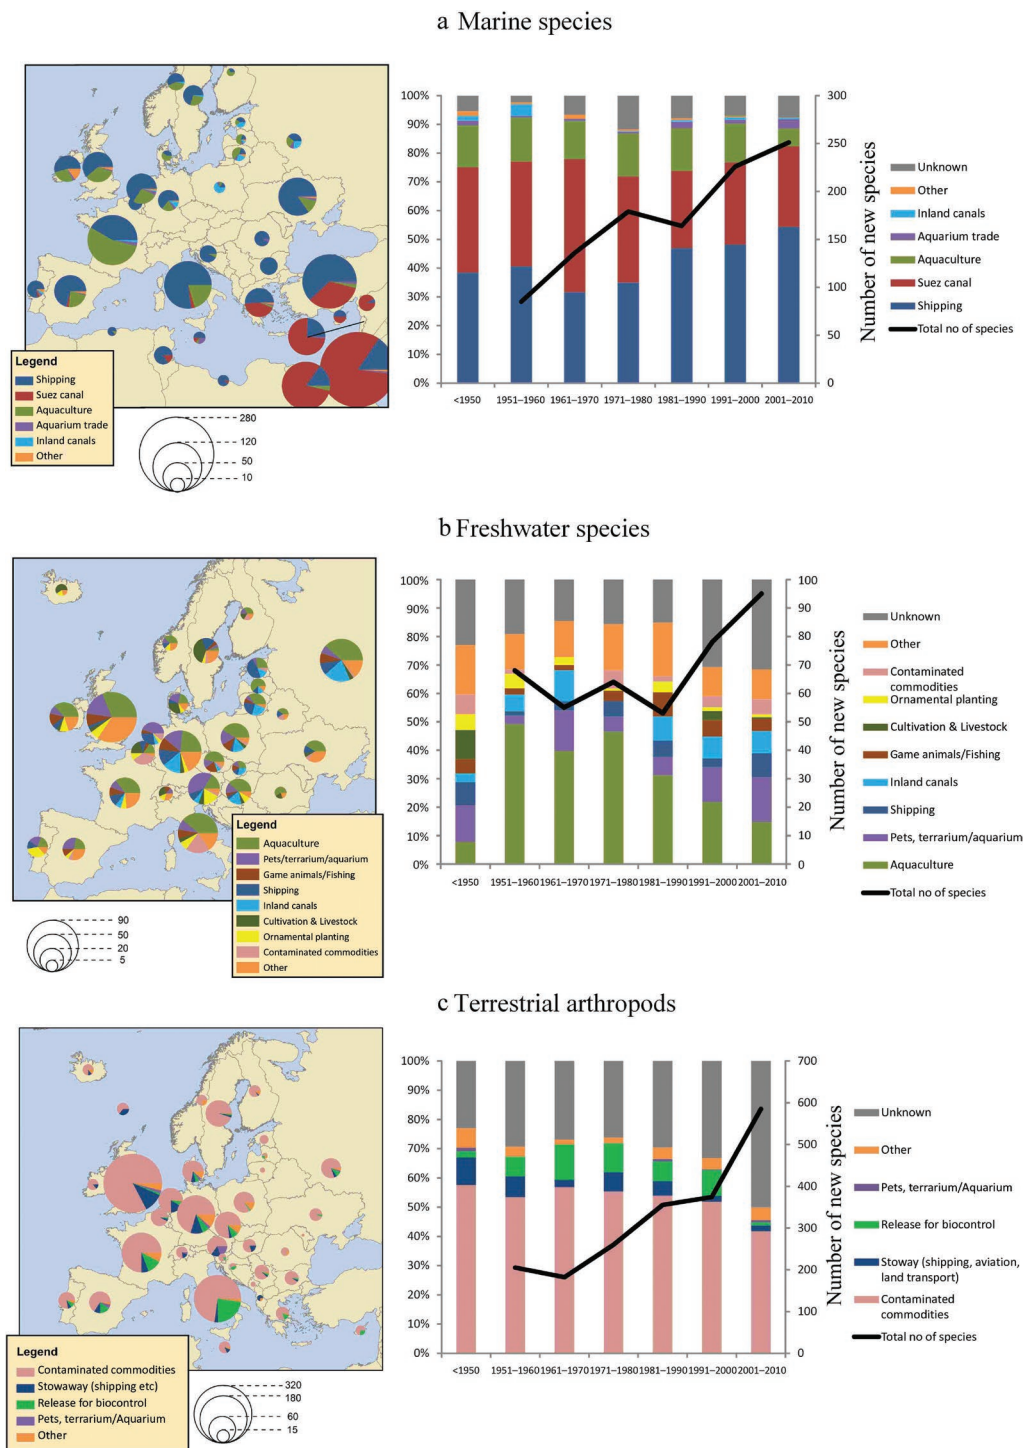 a Marine species
Legend
Shipping
Suez canal
Aquaculture
Aquarium trade
Inland canals
Other
280
120
50
10
100%
90%
80%
70%
60%
50%
40%
30%
20%
10%
0%
<1950
1951–1960
1961–1970
1971–1980
1981–1990
1991–2000
2001–2010
300
250
200
150
100
50
0
Number of new species
Unknown
Other
Inland canals
Aquarium trade
Aquaculture
Suez canal
Shipping
Total no of species
b Freshwater species
Legend
Aquaculture
Pets/terrarium/aquarium
Game animals/Fishing
Shipping
Inland canals
Cultivation & Livestock
Ornamental planting
Contaminated commodities
Other
90
50
20
5
100%
90%
80%
70%
60%
50%
40%
30%
20%
10%
0%
<1950
1951–1960
1961–1970
1971–1980
1981–1990
1991–2000
2001–2010
100
90
80
70
60
50
40
30
20
10
0
Number of new species
Unknown
Other
Contaminated
commodities
Ornamental planting
Cultivation & Livestock
Game animals/Fishing
Inland canals
Shipping
Pets, terrarium/aquarium
Aquaculture
Total no of species
c Terrestrial arthropods
Legend
Contaminated commodities
Stowaway (shipping etc)
Release for biocontrol
Pets, terrarium/Aquarium
Other
320
180
60
15
100%
90%
80%
70%
60%
50%
40%
30%
20%
10%
0%
<1950
1951–1960
1961–1970
1971–1980
1981–1990
1991–2000
2001–2010
700
600
500
400
300
200
100
0
Number of new species
Unknown
Other
Pets, terrarium/Aquarium
Release for biocontrol
Stoway (shipping, aviation,
land transport)
Contaminated
commodities
Total no of species